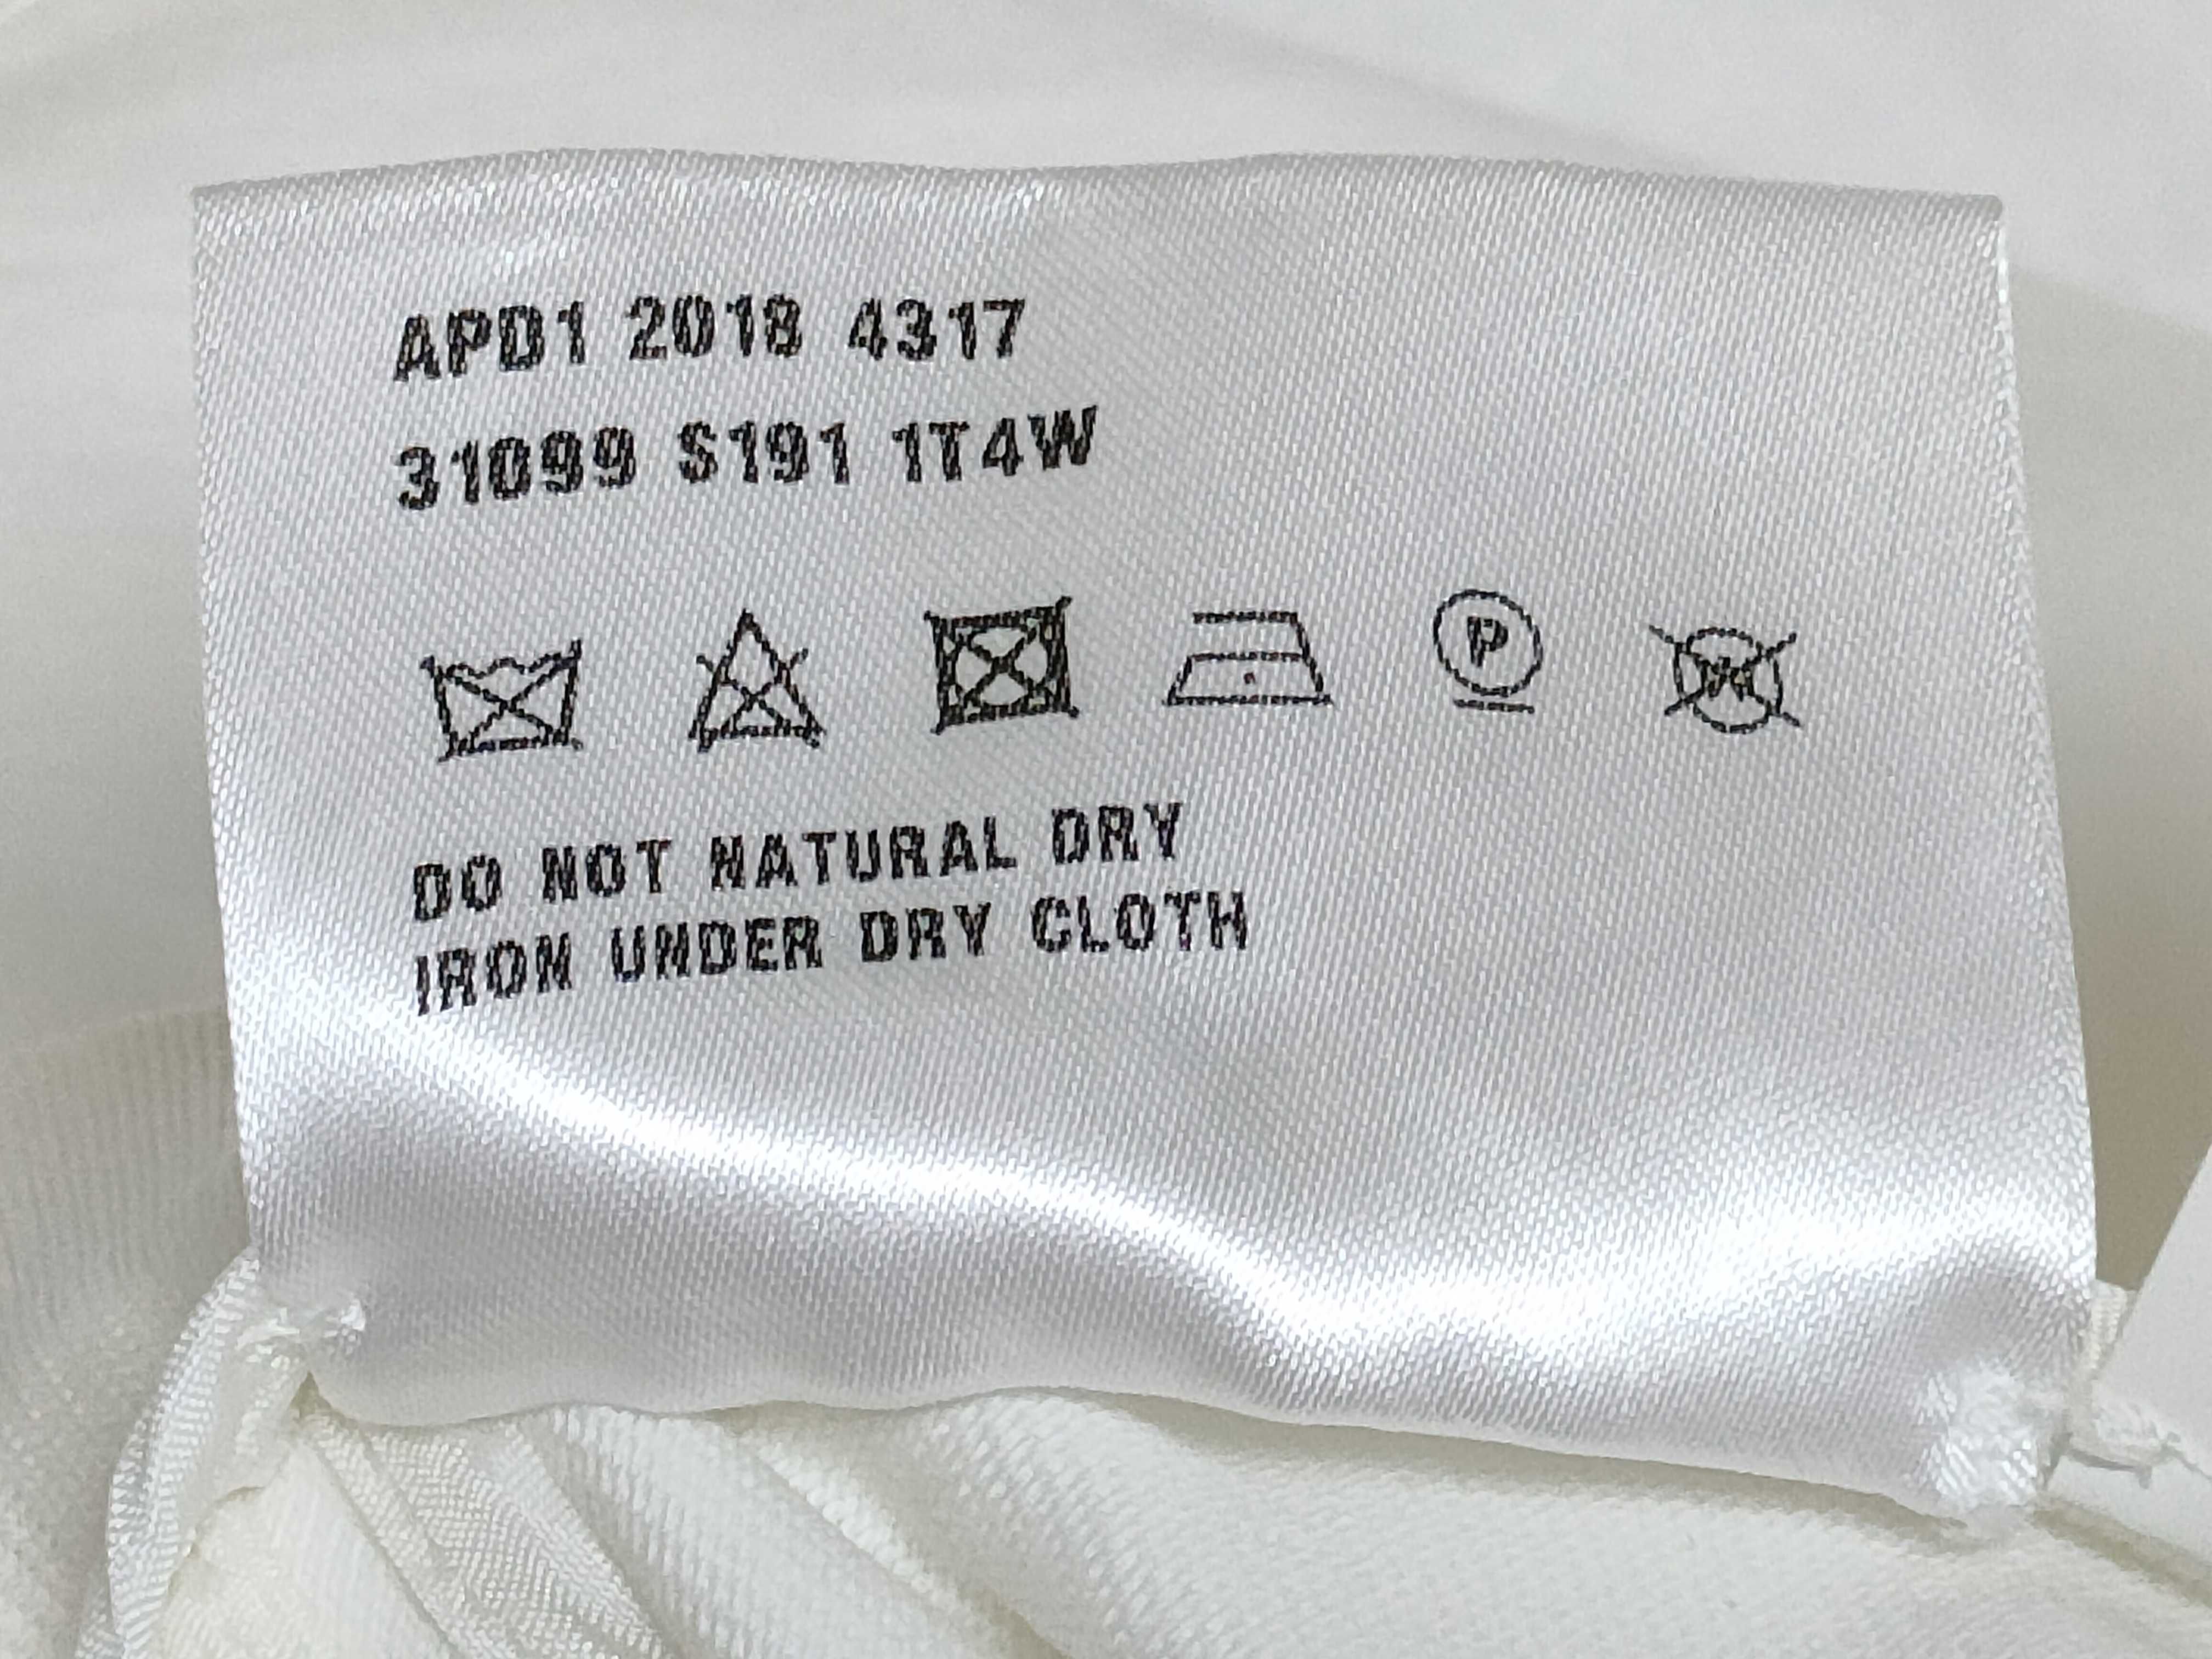 APD1 2018 4317
31099 S191 1T4W
P
W
DO NOT NATURAL DRY
IRON UNDER DRY CLOTH